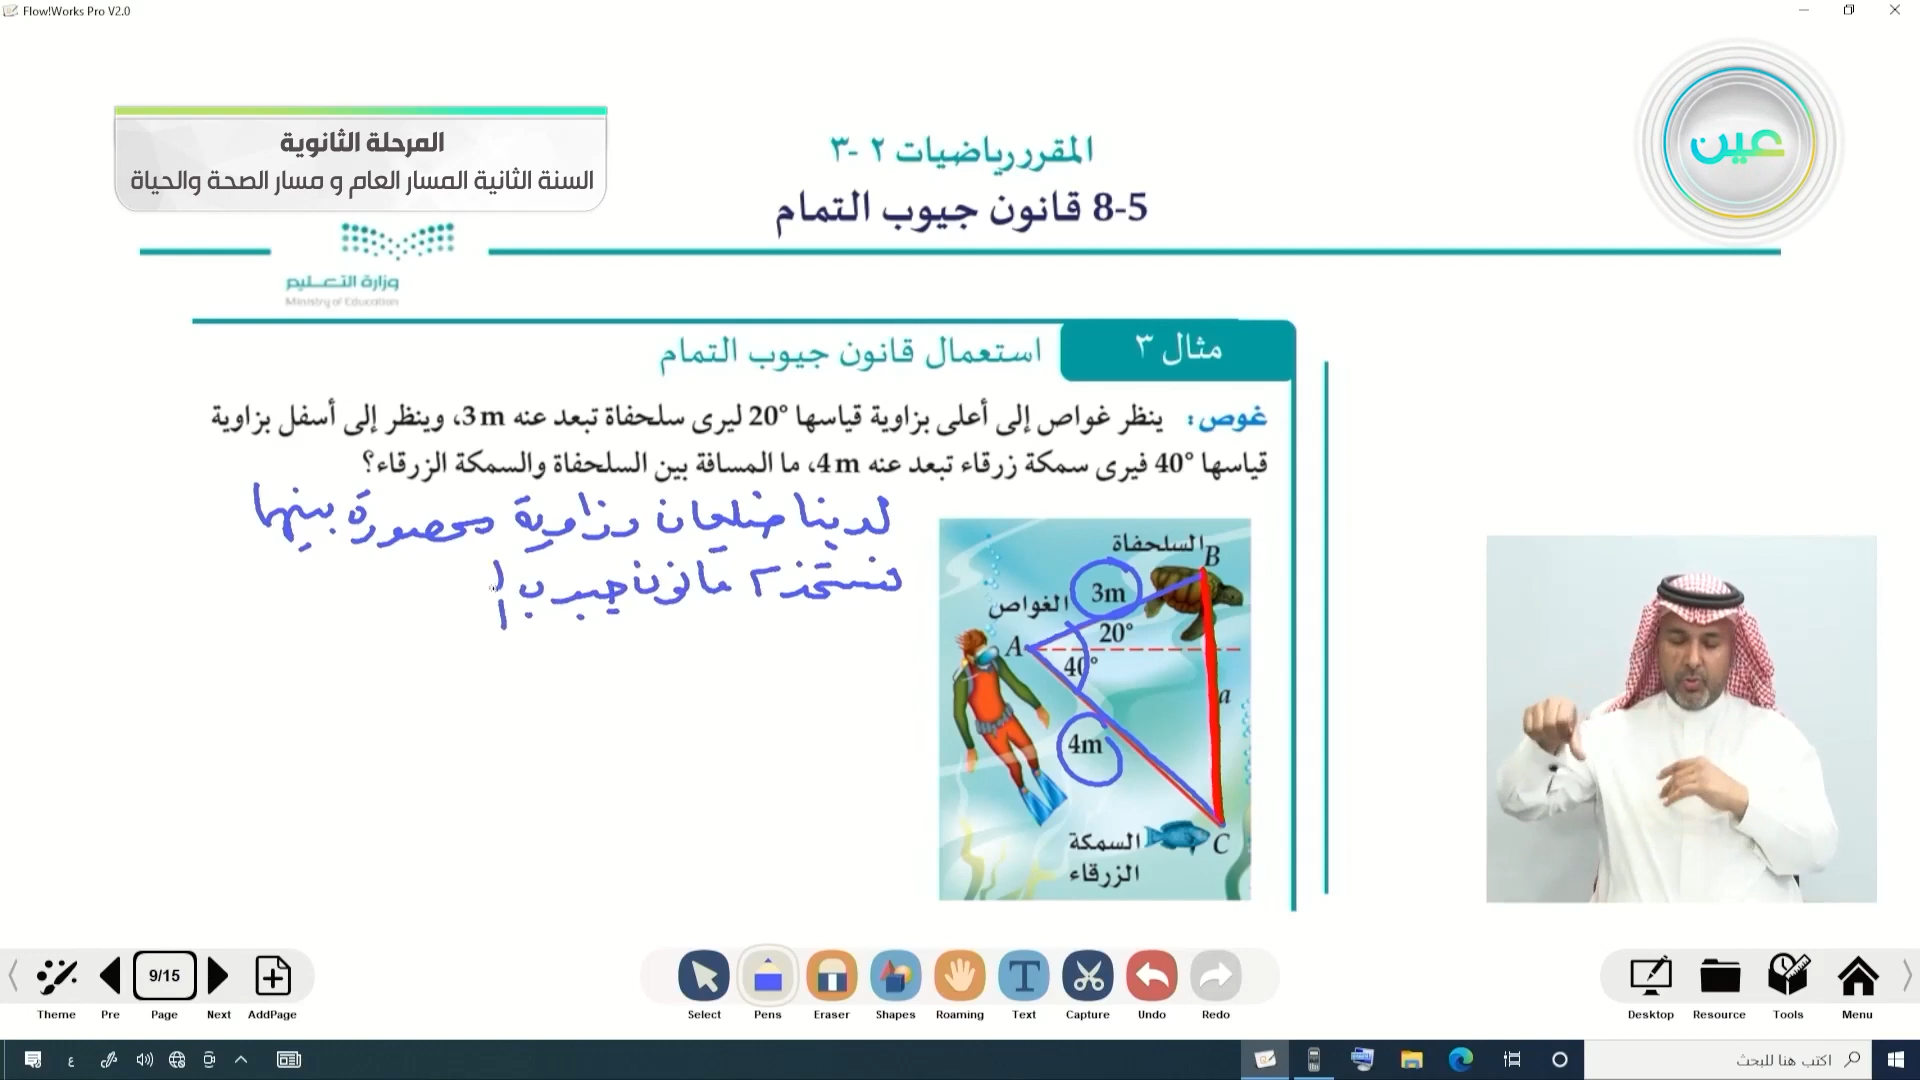 Flow!Works Pro V2.0
عين
المرحلة الثانوية
السنة الثانية المسار العام و مسار الصحة والحياة
المقرر رياضيات ٢ -٣
8-5 قانون جيوب التمام
وزارة التعليم
Ministry of Education
مثال ٣
استعمال قانون جيوب التمام
غوص: ينظر غواص إلى أعلى بزاوية قياسها 20° ليرى سلحفاة تبعد عنه 3 m، وينظر إلى أسفل بزاوية
قياسها 40° فيرى سمكة زرقاء تبعد عنه 4 m، ما المسافة بين السلحفاة والسمكة الزرقاء؟
لدينا ضلعان وزاوية محصورة بينهما
نستخدم قانون جيوب ا
السلحفاة
B
3m
الغواص
20°
A
40°
a
4m
السمكة
الزرقاء
C
9/15
Theme
Pre
Page
Next
AddPage
Select
Pens
Eraser
Shapes
Roaming
Text
T
Capture
Undo
Redo
Desktop
Resource
Tools
Menu
ع
اكتب هنا للبحث